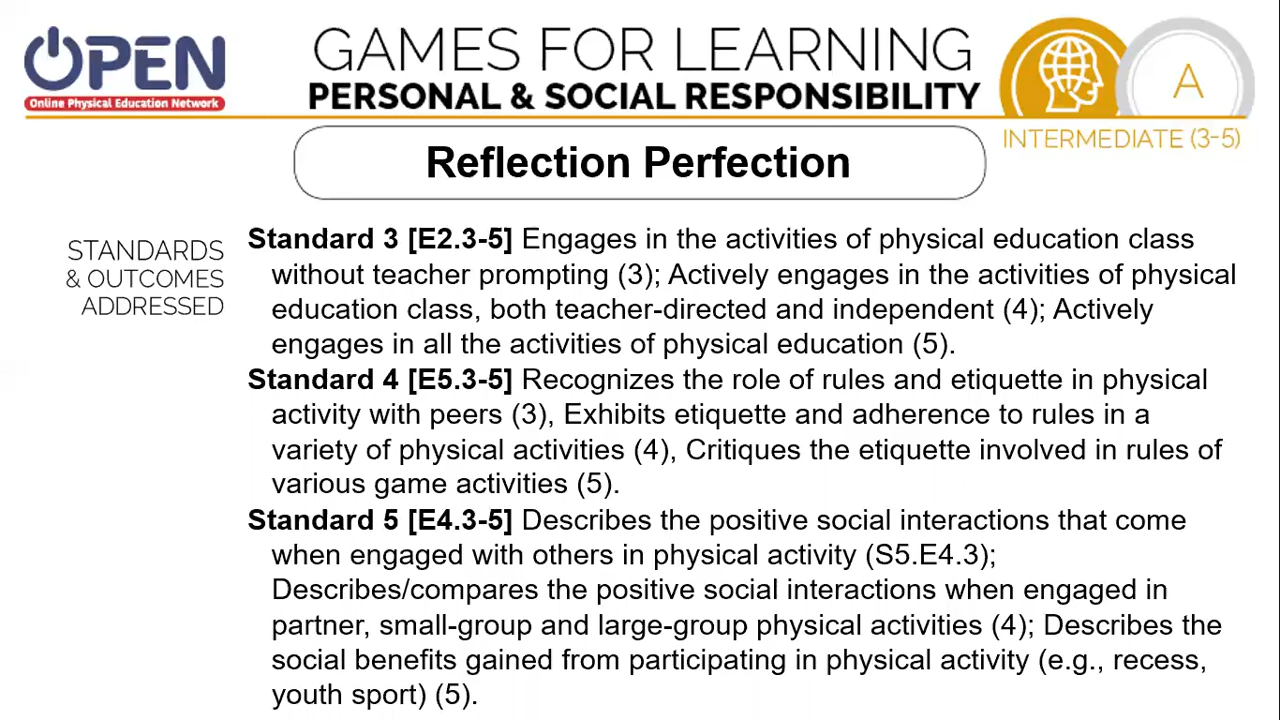 OPEN
Online Physical Education Network
GAMES FOR LEARNING
PERSONAL & SOCIAL RESPONSIBILITY
A
INTERMEDIATE (3-5)
Reflection Perfection
STANDARDS
& OUTCOMES
ADDRESSED
Standard 3 [E2.3-5] Engages in the activities of physical education class
without teacher prompting (3); Actively engages in the activities of physical
education class, both teacher-directed and independent (4); Actively
engages in all the activities of physical education (5).
Standard 4 [E5.3-5] Recognizes the role of rules and etiquette in physical
activity with peers (3), Exhibits etiquette and adherence to rules in a
variety of physical activities (4), Critiques the etiquette involved in rules of
various game activities (5).
Standard 5 [E4.3-5] Describes the positive social interactions that come
when engaged with others in physical activity (S5.E4.3);
Describes/compares the positive social interactions when engaged in
partner, small-group and large-group physical activities (4); Describes the
social benefits gained from participating in physical activity (e.g., recess,
youth sport) (5).